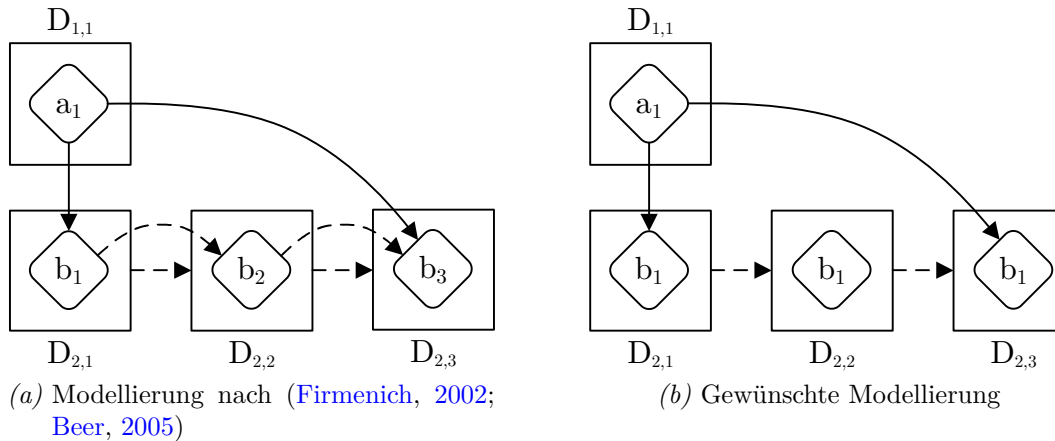 D1,1 D1,1
a1 a1
b1 b2 b3 b1 b1 b1
D2,1 D2,2 D2,3 D2,1 D2,2 D2,3
(a) Modellierung nach (Firmenich, 2002;
Beer, 2005)
(b) Gewünschte Modellierung